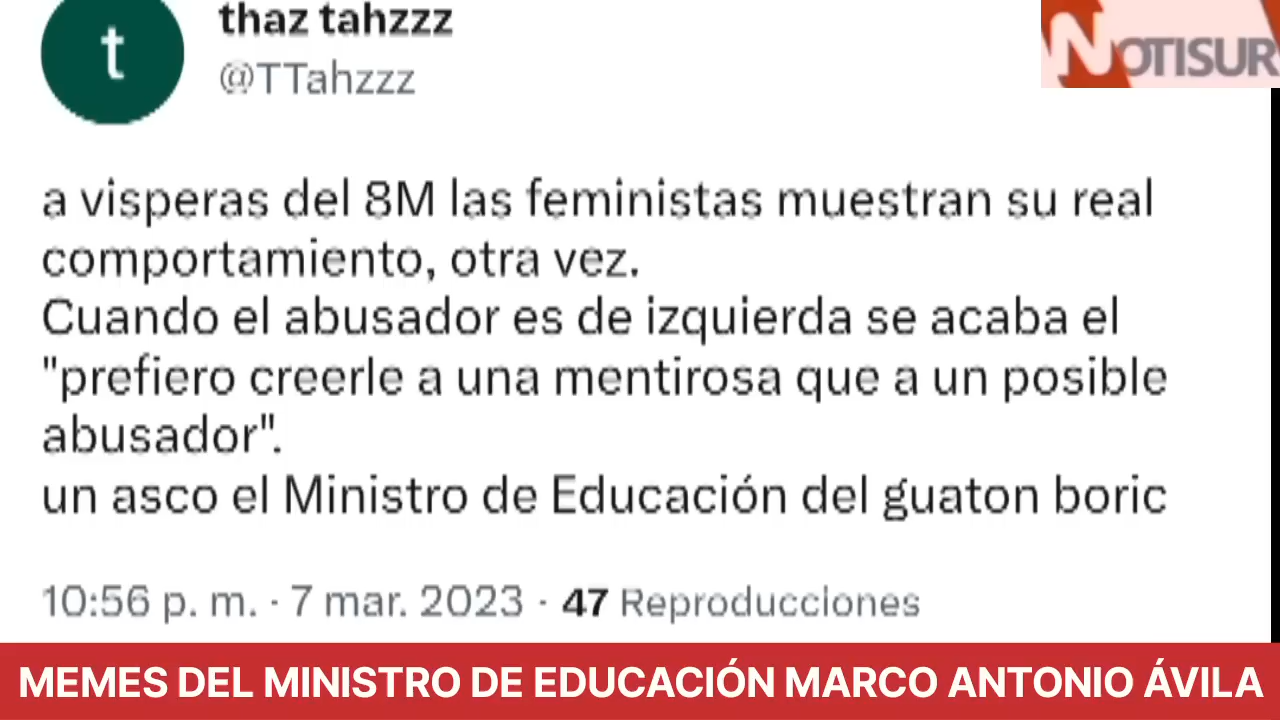 thaz tahzzz
@TTahzzz
NOTISUR
a visperas del 8M las feministas muestran su real
comportamiento, otra vez.
Cuando el abusador es de izquierda se acaba el
"prefiero creerle a una mentirosa que a un posible
abusador".
un asco el Ministro de Educación del guaton boric
10:56 p. m. · 7 mar. 2023 · 47 Reproducciones
MEMES DEL MINISTRO DE EDUCACIÓN MARCO ANTONIO ÁVILA